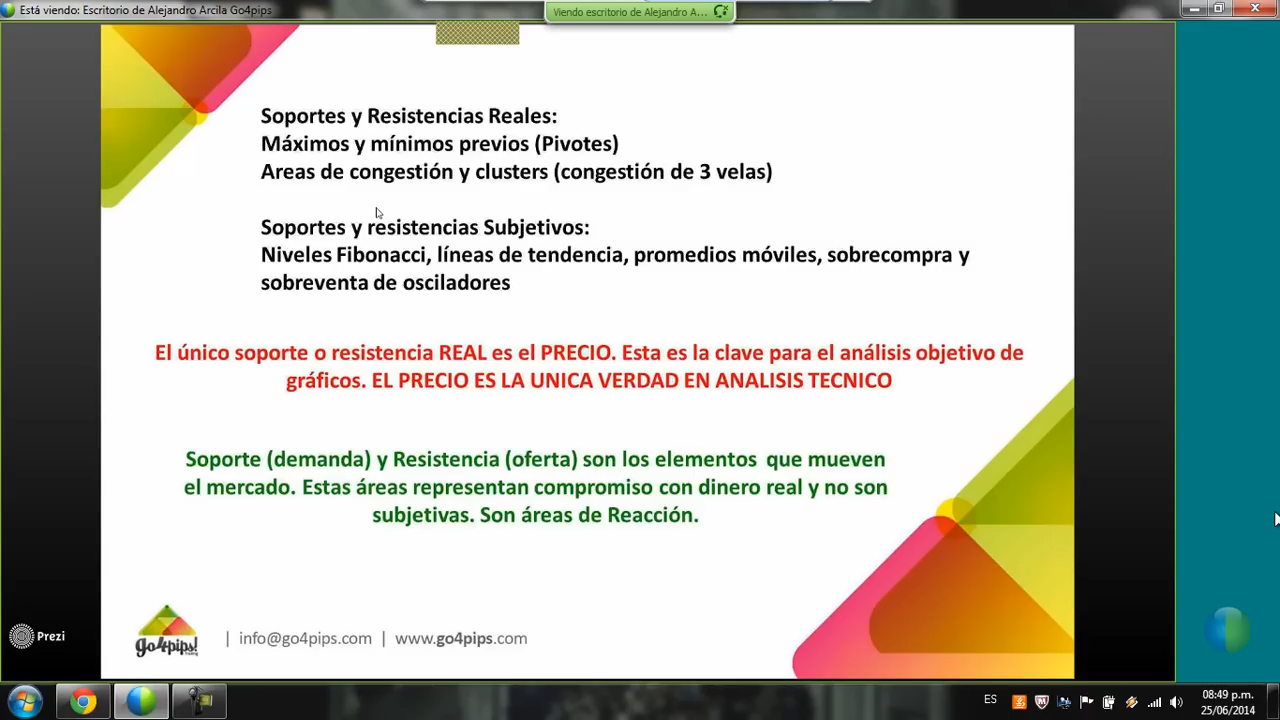 Está viendo: Escritorio de Alejandro Arcila Go4pips
Viendo escritorio de Alejandro A...
Soportes y Resistencias Reales:
Máximos y mínimos previos (Pivotes)
Areas de congestión y clusters (congestión de 3 velas)
Soportes y resistencias Subjetivos:
Niveles Fibonacci, líneas de tendencia, promedios móviles, sobrecompra y
sobreventa de osciladores
El único soporte o resistencia REAL es el PRECIO. Esta es la clave para el análisis objetivo de
gráficos. EL PRECIO ES LA UNICA VERDAD EN ANALISIS TECNICO
Soporte (demanda) y Resistencia (oferta) son los elementos que mueven
el mercado. Estas áreas representan compromiso con dinero real y no son
subjetivas. Son áreas de Reacción.
Prezi
go4pips!
| info@go4pips.com | www.go4pips.com
ES
08:49 p.m.
25/06/2014